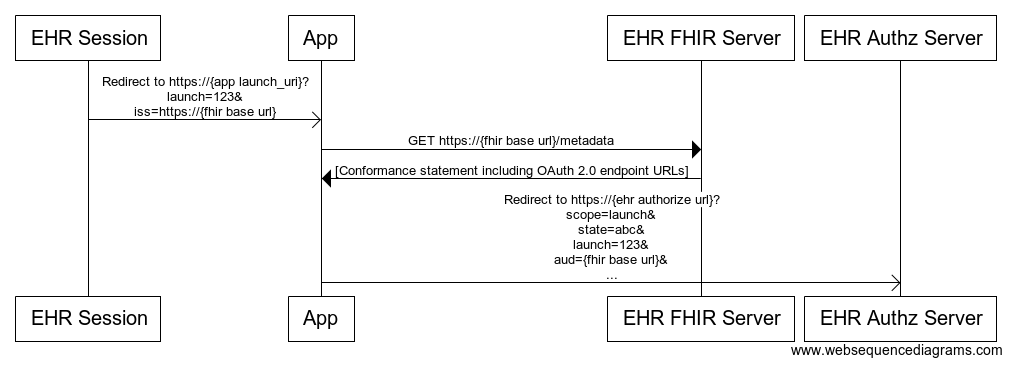 EHR Session
App
EHR FHIR Server
EHR Authz Server
Redirect to https://{app launch_uri}?
launch=123&
iss=https://{fhir base url}
GET https://{fhir base url}/metadata
[Conformance statement including OAuth 2.0 endpoint URLs]
Redirect to https://{ehr authorize url}?
scope=launch&
state=abc&
launch=123&
aud={fhir base url}&
...
EHR Session
App
EHR FHIR Server
EHR Authz Server
www.websequencediagrams.com